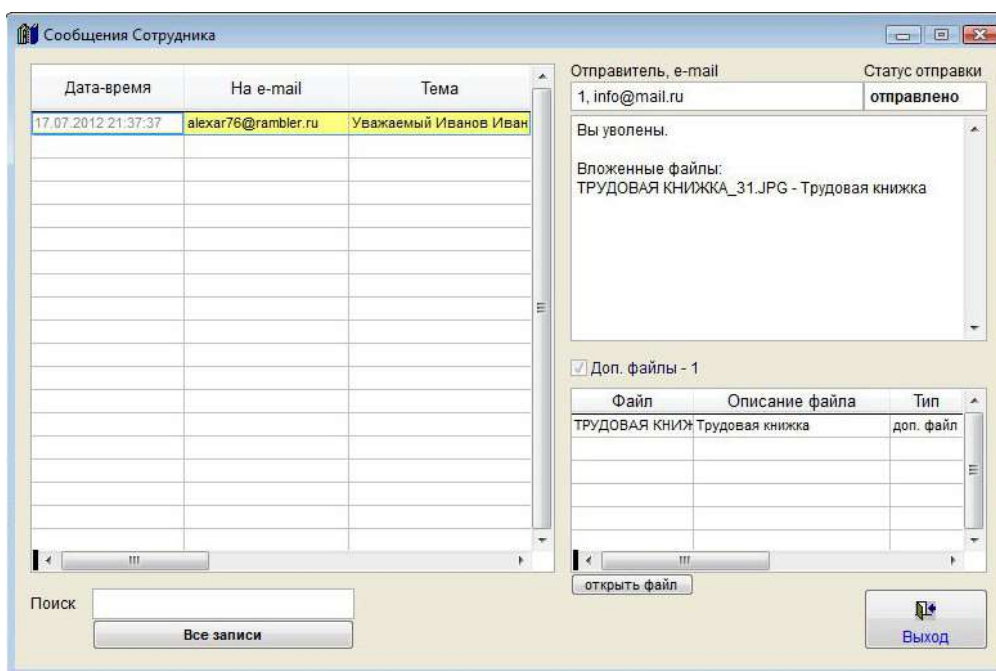 Сообщения Сотрудника
Дата-время На e-mail Тема
17.07.2012 21:37:37 alexar76@rambler.ru Уважаемый Иванов Иван
Отправитель, e-mail Статус отправки
1, info@mail.ru отправлено
Вы уволены.
Вложенные файлы:
ТРУДОВАЯ КНИЖКА_31.JPG - Трудовая книжка
Доп. файлы - 1
Файл Описание файла Тип
ТРУДОВАЯ КНИЖ Трудовая книжка доп. файл
открыть файл
Поиск
Все записи
Выход